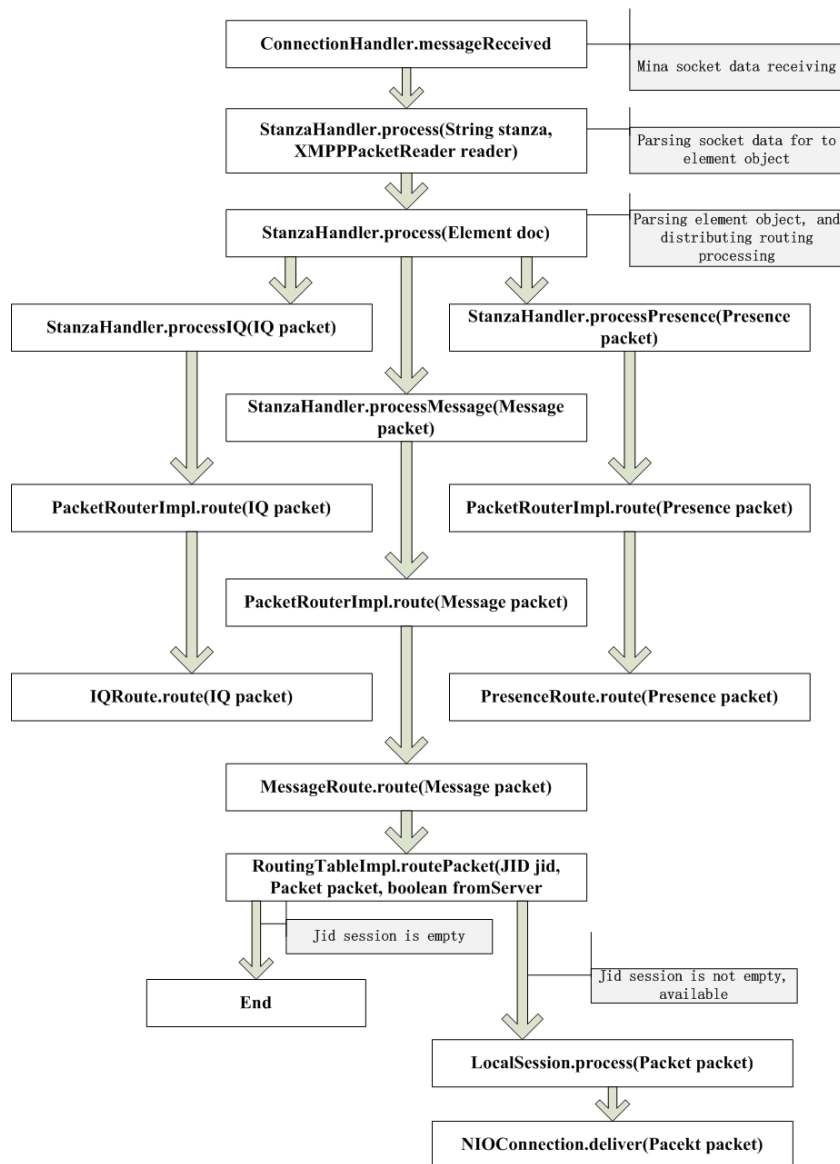 ConnectionHandler.messageReceived
Mina socket data receiving
StanzaHandler.process(String stanza,
XMPPPacketReader reader)
Parsing socket data for to
element object
StanzaHandler.process(Element doc)
Parsing element object, and
distributing routing
processing
StanzaHandler.processIQ(IQ packet)
StanzaHandler.processPresence(Presence
packet)
StanzaHandler.processMessage(Message
packet)
PacketRouterImpl.route(IQ packet)
PacketRouterImpl.route(Presence packet)
PacketRouterImpl.route(Message packet)
IQRoute.route(IQ packet)
PresenceRoute.route(Presence packet)
MessageRoute.route(Message packet)
RoutingTableImpl.routePacket(JID jid,
Packet packet, boolean fromServer
Jid session is empty
Jid session is not empty,
available
End
LocalSession.process(Packet packet)
NIOConnection.deliver(Pacekt packet)